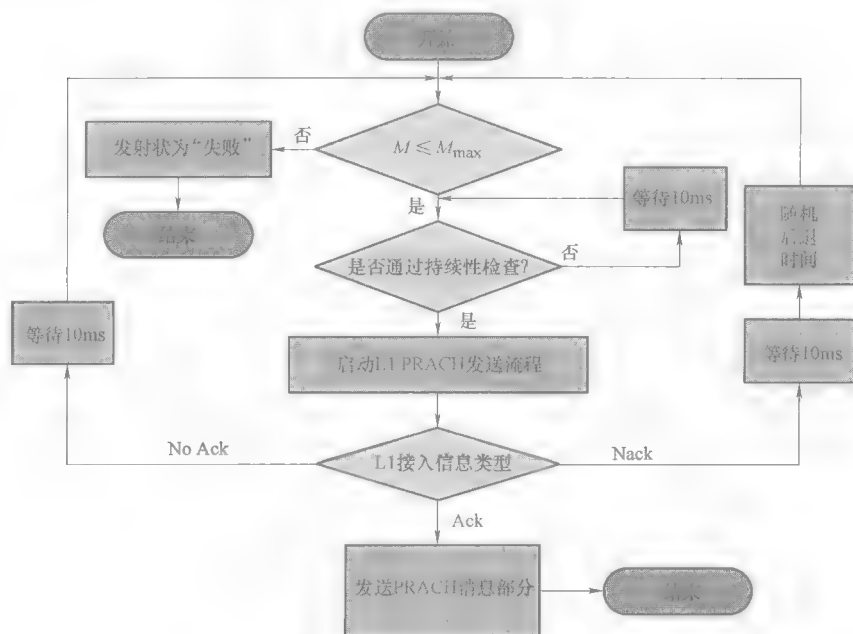 开始
M ≤ Mmax
否
发射状为“失败”
结束
是
等待10ms
是否通过持续性检查?
否
随机
后退
时间
是
等待10ms
启动L1 PRACH发送流程
等待10ms
No Ack
L1接入信息类型
Nack
Ack
发送PRACH信息部分
结束